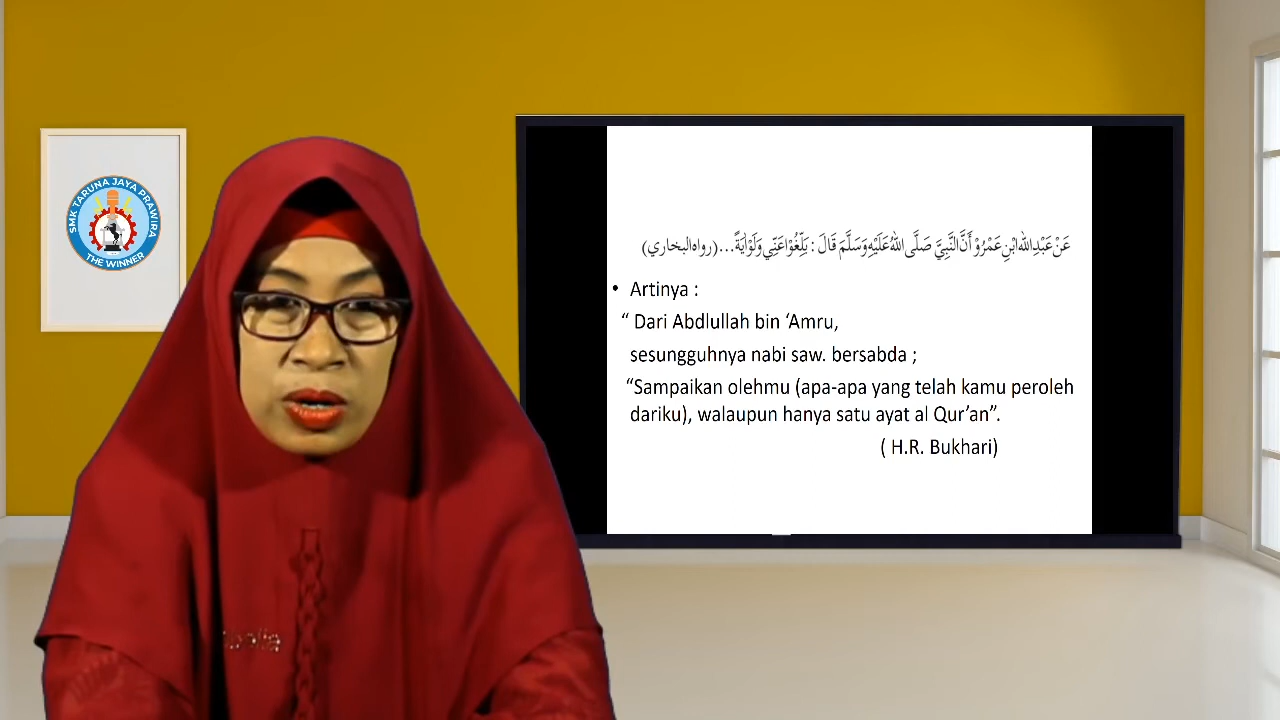 SMK TARUNA JAYA PRAWIRA
THE WINNER
عَنْ عَبْدِ اللهِ ابْنِ عَمْرُوْ أَنَّ النَّبِيَّ صَلَّى اللهُ عَلَيْهِ وَسَلَّمَ قَالَ : بَلِّغُوْا عَنِّي وَلَوْ اٰيَةً... (رواه البخاري)
• Artinya :
“ Dari Abdlullah bin ‘Amru,
sesungguhnya nabi saw. bersabda ;
“Sampaikan olehmu (apa-apa yang telah kamu peroleh
dariku), walaupun hanya satu ayat al Qur’an”.
( H.R. Bukhari)